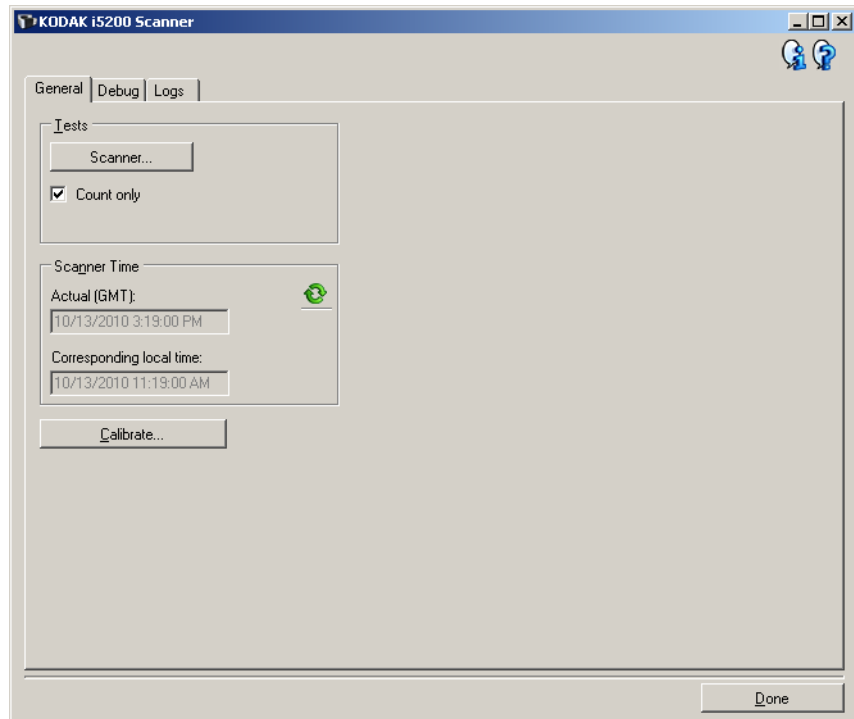 KODAK i5200 Scanner
General Debug Logs
Tests
Scanner...
Count only
Scanner Time
Actual (GMT):
10/13/2010 3:19:00 PM
Corresponding local time:
10/13/2010 11:19:00 AM
Calibrate...
Done